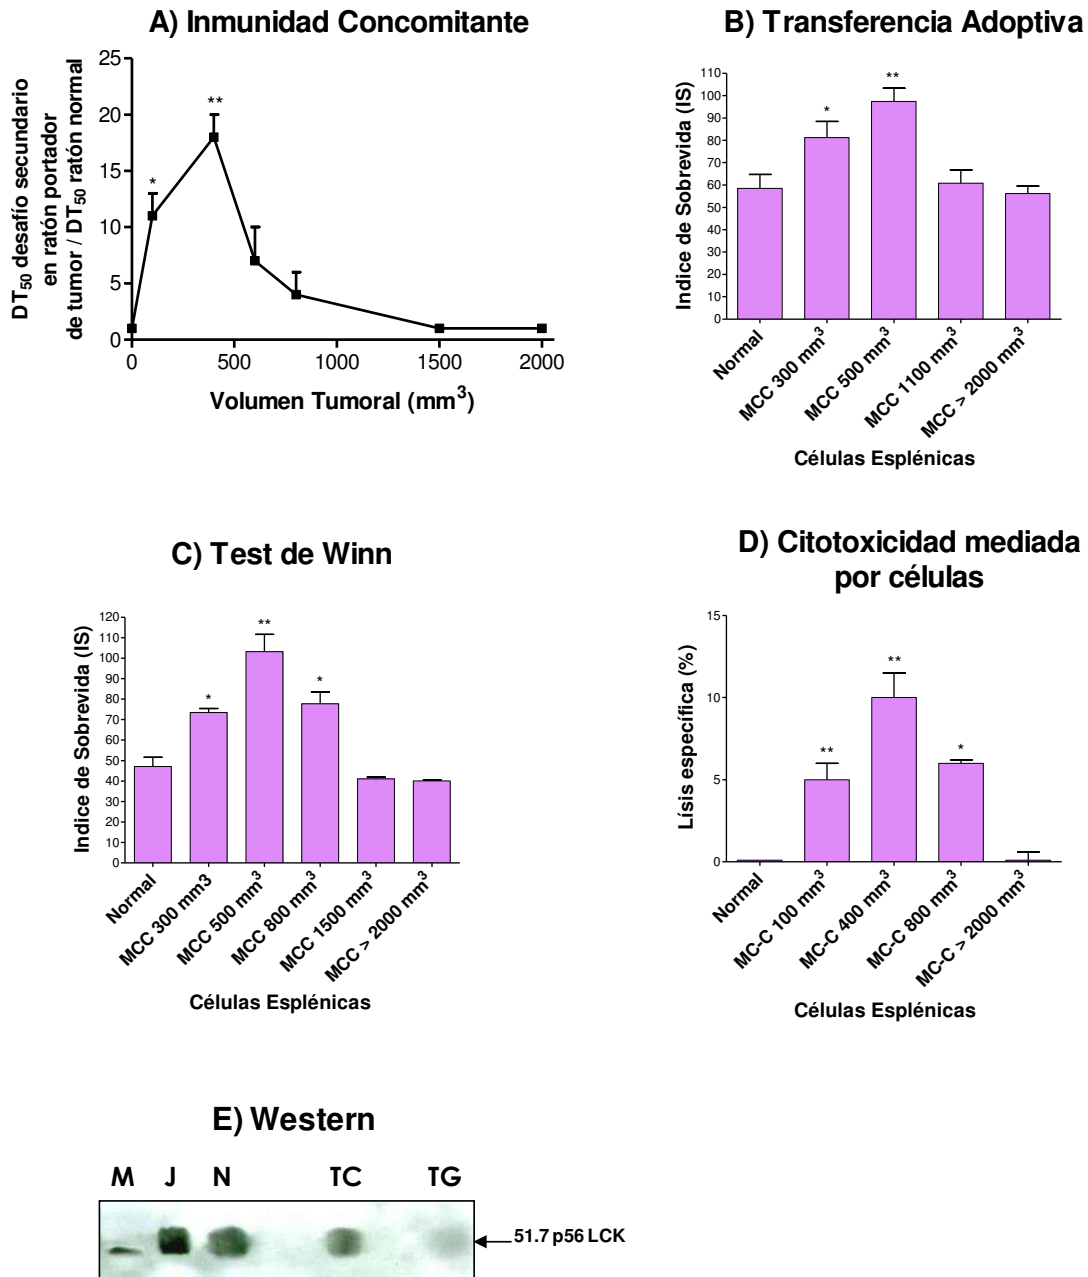 A) Inmunidad Concomitante
DT50 desafío secundario
en ratón portador
de tumor / DT50 ratón normal
25
20
15
10
5
0
*
**
0
500
1000
1500
2000
Volumen Tumoral (mm3)
B) Transferencia Adoptiva
Indice de Sobrevida (IS)
110
100
90
80
70
60
50
40
30
20
10
0
*
**
Normal
MCC 300 mm3
MCC 500 mm3
MCC 1100 mm3
MCC > 2000 mm3
Células Esplénicas
C) Test de Winn
Indice de Sobrevida (IS)
120
110
100
90
80
70
60
50
40
30
20
10
0
*
**
*
Normal
MCC 300 mm3
MCC 500 mm3
MCC 800 mm3
MCC 1500 mm3
MCC > 2000 mm3
Células Esplénicas
D) Citotoxicidad mediada
por células
Lísis específica (%)
15
10
5
0
**
**
*
Normal
MC-C 100 mm3
MC-C 400 mm3
MC-C 800 mm3
MC-C > 2000 mm3
Células Esplénicas
E) Western
M J N TC TG
51.7 p56 LCK